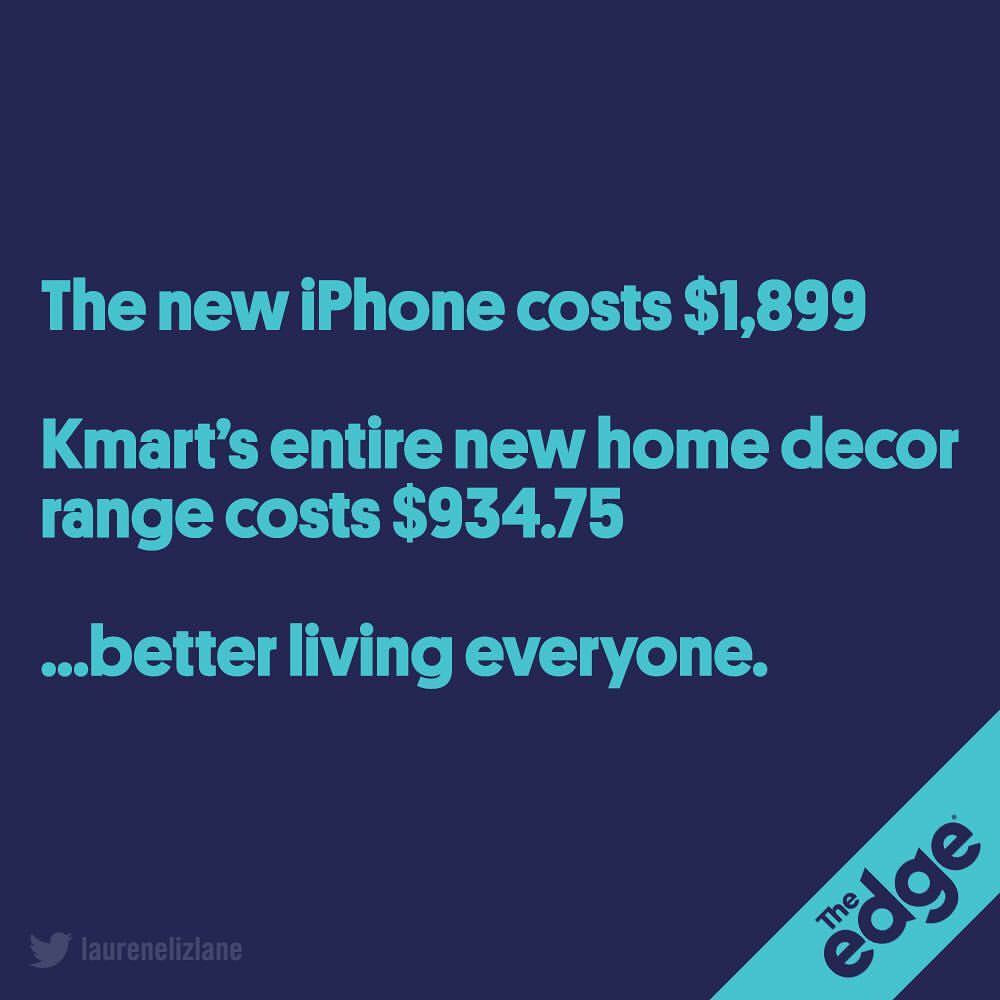 The new iPhone costs $1,899
Kmart's entire new home decor
range costs $934.75
...better living everyone.
The
edge
laurenelizlane